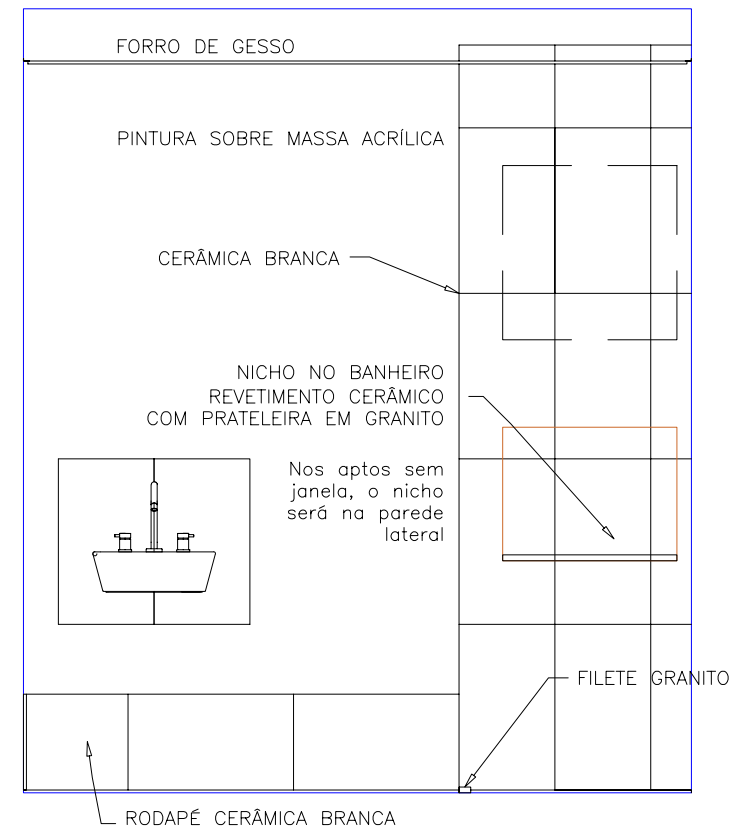 FORRO DE GESSO
PINTURA SOBRE MASSA ACRÍLICA
CERÂMICA BRANCA
NICHO NO BANHEIRO
REVETIMENTO CERÂMICO
COM PRATELEIRA EM GRANITO
Nos aptos sem
janela, o nicho
será na parede
lateral
FILETE GRANITO
RODAPÉ CERÂMICA BRANCA